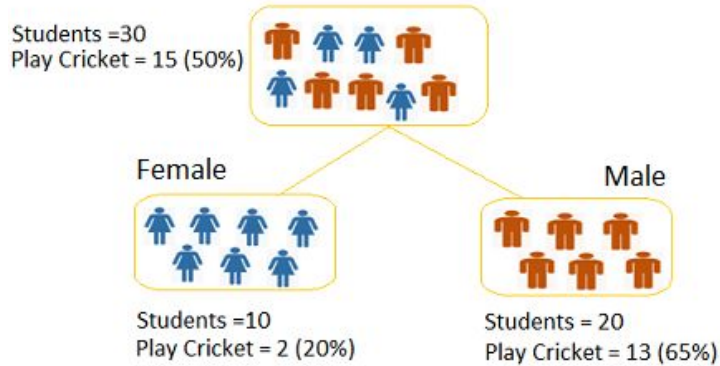 Students =30
Play Cricket = 15 (50%)
Female
Male
Students =10
Play Cricket = 2 (20%)
Students = 20
Play Cricket = 13 (65%)